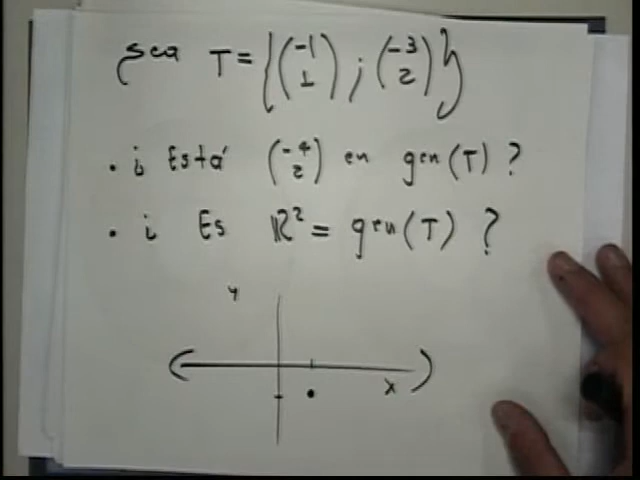 Sea T = { (-1 1) ; (-3 2) }
• ¿ Está (-4 2) en gen(T) ?
• ¿ Es ℝ² = gen(T) ?
y
x